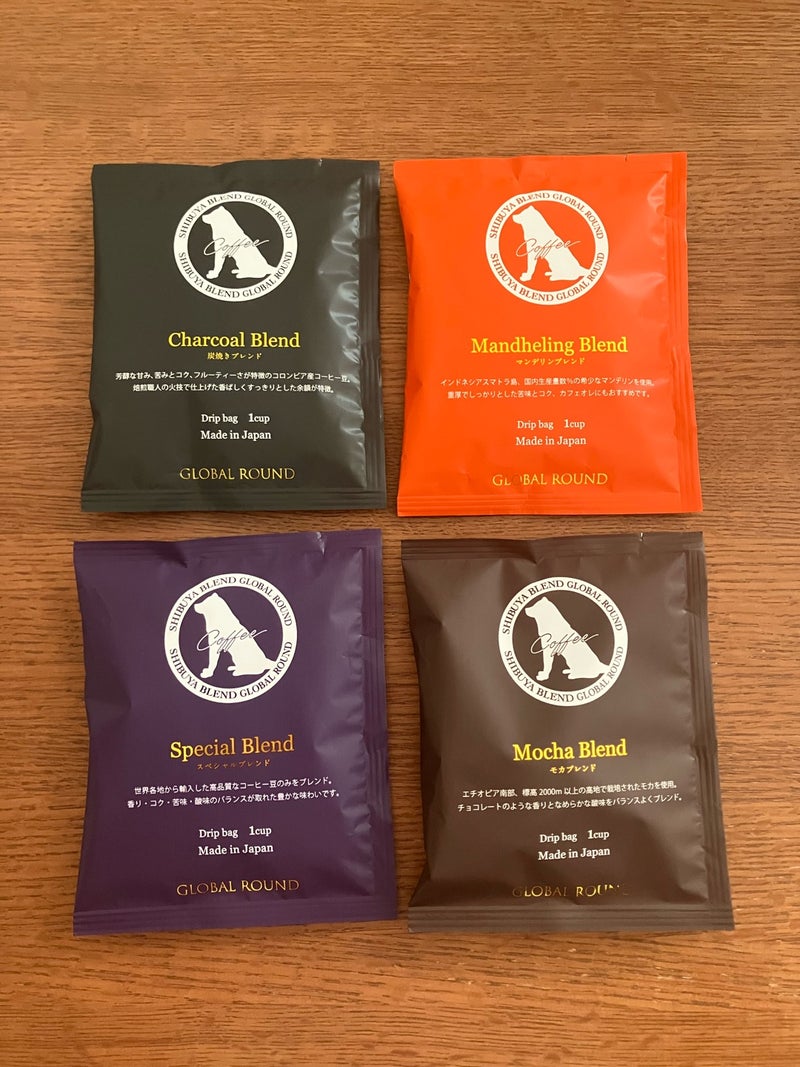 SHIBUYA BLEND GLOBAL ROUND
Coffee
SHIBUYA BLEND GLOBAL ROUND
Charcoal Blend
炭焼きブレンド
芳醇な甘み、苦みとコク、フルーティーさが特徴のコロンビア産コーヒー豆。
焙煎職人の火技で仕上げた香ばしくすっきりとした余韻が特徴。
Drip bag 1cup
Made in Japan
GLOBAL ROUND
SHIBUYA BLEND GLOBAL ROUND
Coffee
SHIBUYA BLEND GLOBAL ROUND
Mandheling Blend
マンデリンブレンド
インドネシアスマトラ島、国内生産量数%の希少なマンデリンを使用。
重厚でしっかりとした苦味とコク、カフェオレにもおすすめです。
Drip bag 1cup
Made in Japan
GLOBAL ROUND
SHIBUYA BLEND GLOBAL ROUND
Coffee
SHIBUYA BLEND GLOBAL ROUND
Special Blend
スペシャルブレンド
世界各地から輸入した高品質なコーヒー豆のみをブレンド。
香り・コク・苦味・酸味のバランスが取れた豊かな味わいです。
Drip bag 1cup
Made in Japan
GLOBAL ROUND
SHIBUYA BLEND GLOBAL ROUND
Coffee
SHIBUYA BLEND GLOBAL ROUND
Mocha Blend
モカブレンド
エチオピア南部、標高2000m以上の高地で栽培されたモカを使用。
チョコレートのような香りとなめらかな酸味をバランスよくブレンド。
Drip bag 1cup
Made in Japan
GLOBAL ROUND